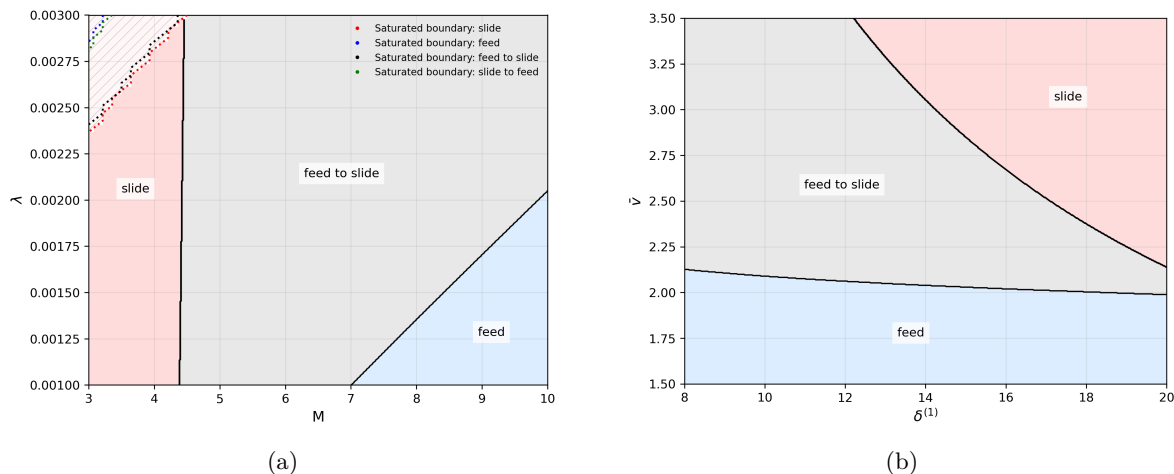 0.00300
0.00275
0.00250
0.00225
0.00200
0.00175
0.00150
0.00125
0.00100
λ
Saturated boundary: slide
Saturated boundary: feed
Saturated boundary: feed to slide
Saturated boundary: slide to feed
feed to slide
slide
feed
3 4 5 6 7 8 9 10
M
(a)
3.50
3.25
3.00
2.75
2.50
2.25
2.00
1.75
1.50
v̄
slide
feed to slide
feed
8 10 12 14 16 18 20
δ⁽¹⁾
(b)